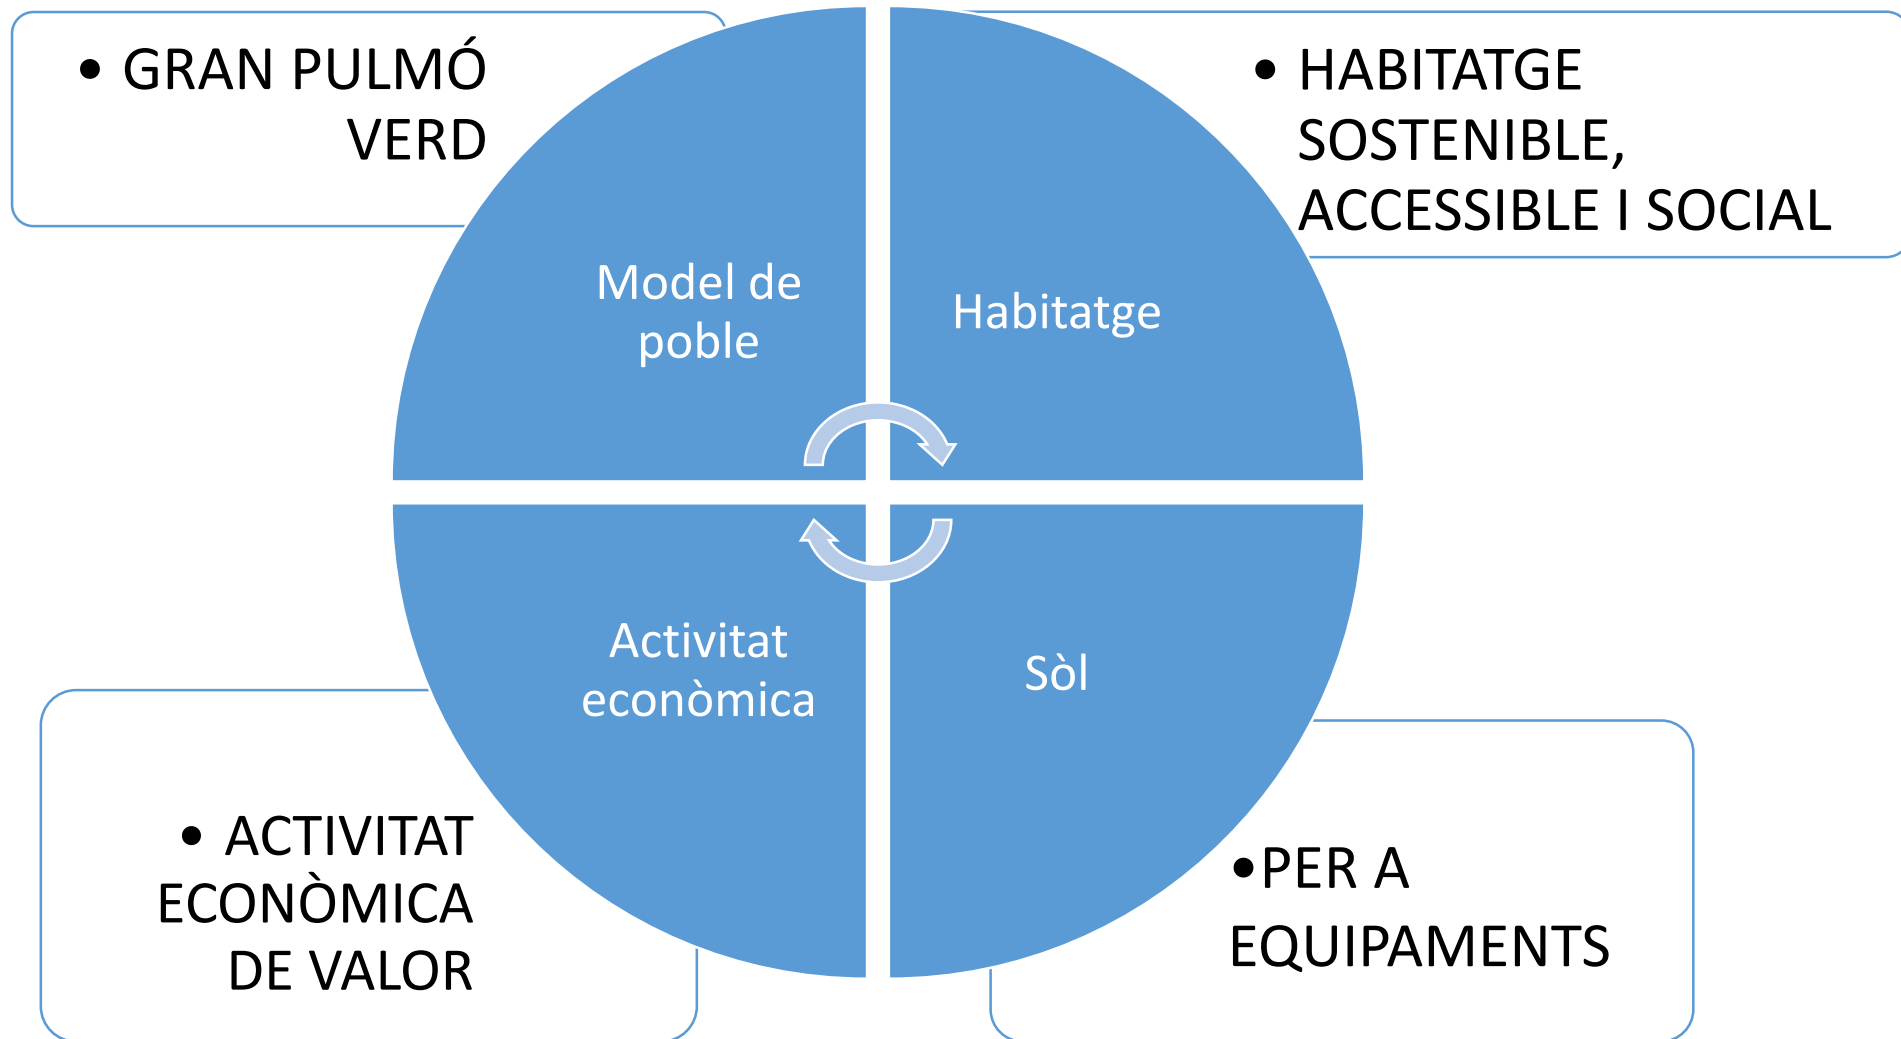 • GRAN PULMÓ
VERD
• HABITATGE
SOSTENIBLE,
ACCESSIBLE I SOCIAL
Model de
poble
Habitatge
Activitat
econòmica
Sòl
• ACTIVITAT
ECONÒMICA
DE VALOR
•PER A
EQUIPAMENTS